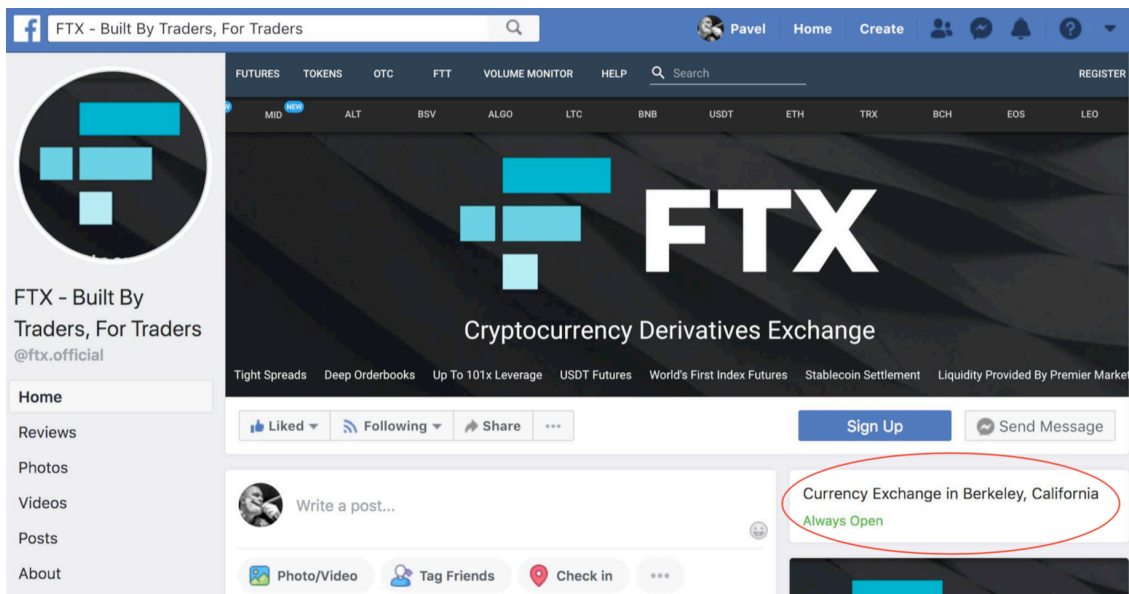 FTX - Built By Traders, For Traders
Pavel Home Create
FTX - Built By
Traders, For Traders
@ftx.official
Home
Reviews
Photos
Videos
Posts
About
FUTURES TOKENS OTC FTT VOLUME MONITOR HELP Search REGISTER
MID NEW ALT BSV ALGO LTC BNB USDT ETH TRX BCH EOS LEO
FTX
Cryptocurrency Derivatives Exchange
Tight Spreads Deep Orderbooks Up To 101x Leverage USDT Futures World's First Index Futures Stablecoin Settlement Liquidity Provided By Premier Market
Liked Following Share Sign Up Send Message
Write a post...
Photo/Video Tag Friends Check in
Currency Exchange in Berkeley, California
Always Open